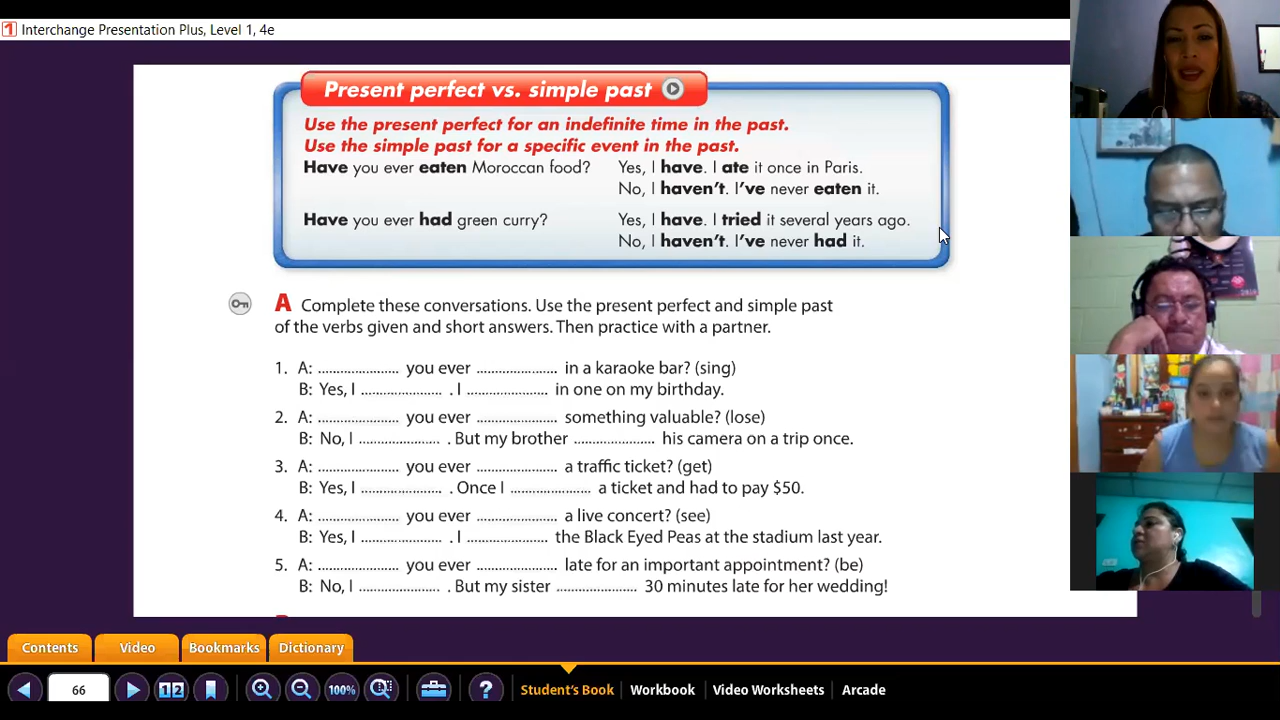 Interchange Presentation Plus, Level 1, 4e
Present perfect vs. simple past
Use the present perfect for an indefinite time in the past.
Use the simple past for a specific event in the past.
Have you ever eaten Moroccan food? Yes, I have. I ate it once in Paris.
No, I haven't. I've never eaten it.
Have you ever had green curry? Yes, I have. I tried it several years ago.
No, I haven't. I've never had it.
A Complete these conversations. Use the present perfect and simple past
of the verbs given and short answers. Then practice with a partner.
1. A: ..................... you ever ..................... in a karaoke bar? (sing)
B: Yes, I ..................... . I ..................... in one on my birthday.
2. A: ..................... you ever ..................... something valuable? (lose)
B: No, I ..................... . But my brother ..................... his camera on a trip once.
3. A: ..................... you ever ..................... a traffic ticket? (get)
B: Yes, I ..................... . Once I ..................... a ticket and had to pay $50.
4. A: ..................... you ever ..................... a live concert? (see)
B: Yes, I ..................... . I ..................... the Black Eyed Peas at the stadium last year.
5. A: ..................... you ever ..................... late for an important appointment? (be)
B: No, I ..................... . But my sister ..................... 30 minutes late for her wedding!
Contents Video Bookmarks Dictionary
66 12 100% ? Student's Book Workbook Video Worksheets Arcade